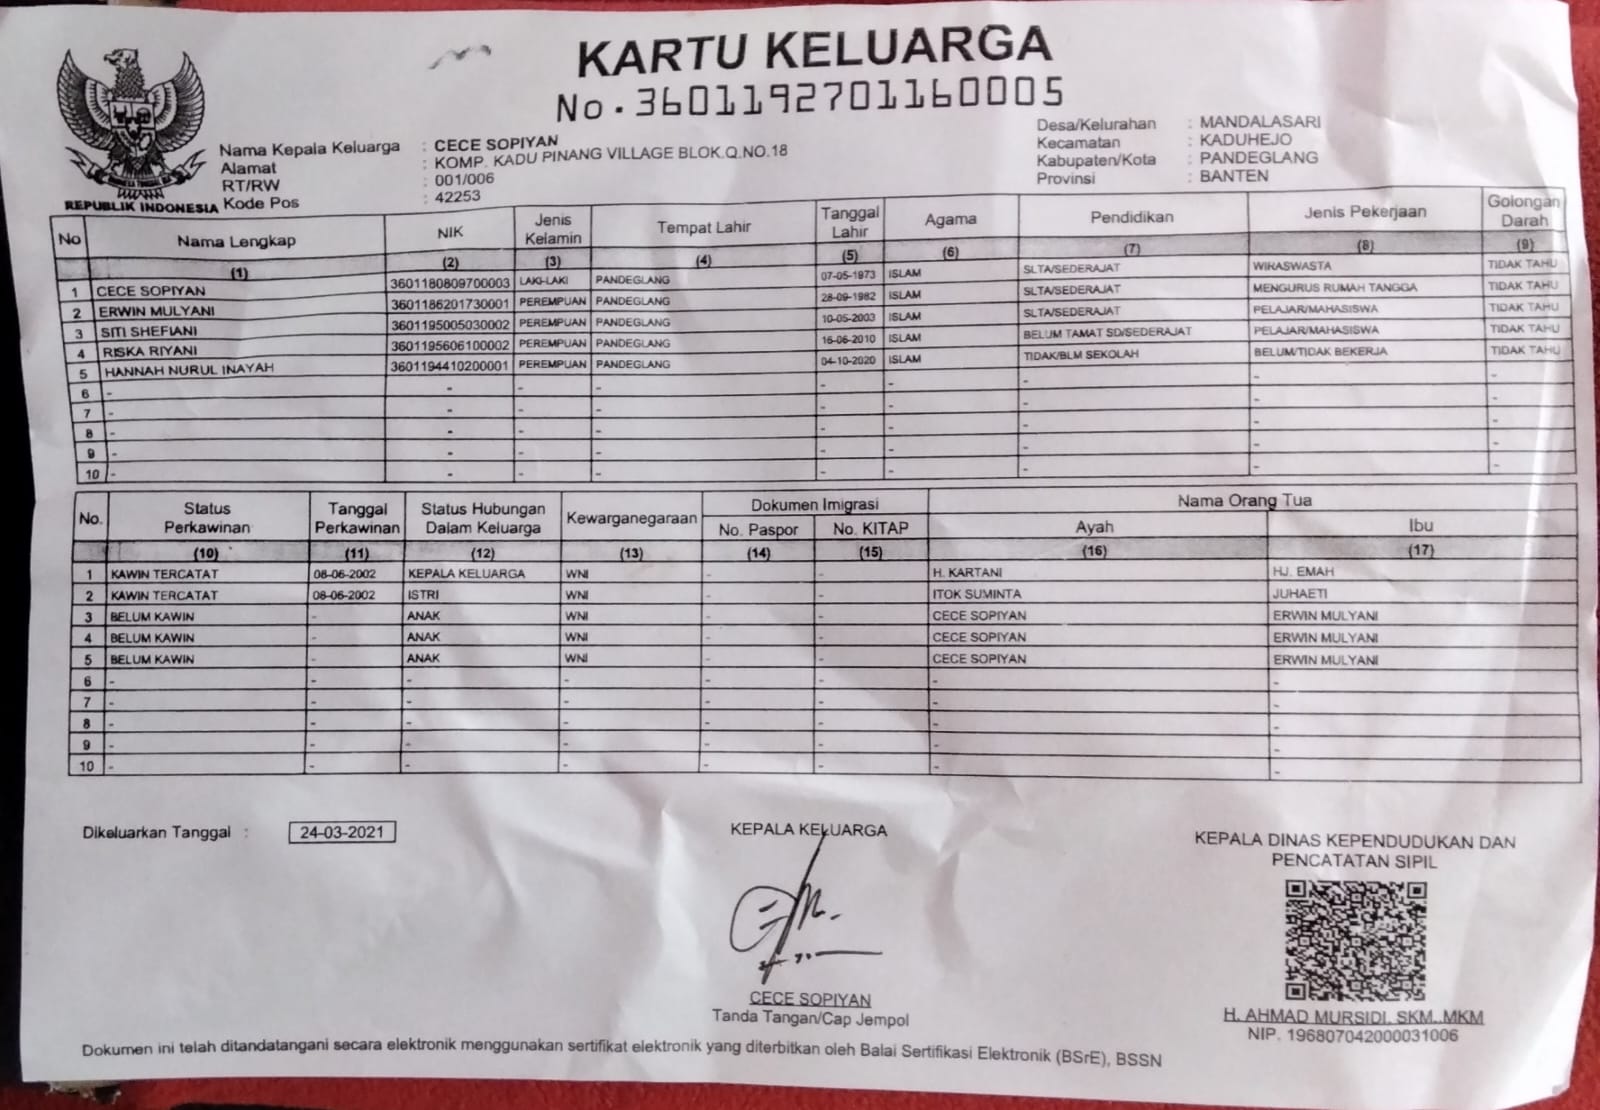 KARTU KELUARGA
No. 3601192701160005
REPUBLIK INDONESIA
Nama Kepala Keluarga : CECE SOPIYAN
Alamat : KOMP. KADU PINANG VILLAGE BLOK.Q.NO.18
RT/RW : 001/006
Kode Pos : 42253
Desa/Kelurahan : MANDALASARI
Kecamatan : KADUHEJO
Kabupaten/Kota : PANDEGLANG
Provinsi : BANTEN
No Nama Lengkap NIK Jenis Kelamin Tempat Lahir Tanggal Lahir Agama Pendidikan Jenis Pekerjaan Golongan Darah
(1) (2) (3) (4) (5) (6) (7) (8) (9)
1 CECE SOPIYAN 3601180809700003 LAKI-LAKI PANDEGLANG 07-05-1973 ISLAM SLTA/SEDERAJAT WIRASWASTA TIDAK TAHU
2 ERWIN MULYANI 3601186201730001 PEREMPUAN PANDEGLANG 28-09-1982 ISLAM SLTA/SEDERAJAT MENGURUS RUMAH TANGGA TIDAK TAHU
3 SITI SHEFIANI 3601195005030002 PEREMPUAN PANDEGLANG 10-05-2003 ISLAM SLTA/SEDERAJAT PELAJAR/MAHASISWA TIDAK TAHU
4 RISKA RIYANI 3601195606100002 PEREMPUAN PANDEGLANG 16-06-2010 ISLAM BELUM TAMAT SD/SEDERAJAT PELAJAR/MAHASISWA TIDAK TAHU
5 HANNAH NURUL INAYAH 3601194410200001 PEREMPUAN PANDEGLANG 04-10-2020 ISLAM TIDAK/BLM SEKOLAH BELUM/TIDAK BEKERJA TIDAK TAHU
6 - - - - - - - - -
7 - - - - - - - - -
8 - - - - - - - - -
9 - - - - - - - - -
10 - - - - - - - - -
No. Status Perkawinan Tanggal Perkawinan Status Hubungan Dalam Keluarga Kewarganegaraan Dokumen Imigrasi Nama Orang Tua
No. Paspor No. KITAP Ayah Ibu
(10) (11) (12) (13) (14) (15) (16) (17)
1 KAWIN TERCATAT 08-06-2002 KEPALA KELUARGA WNI - - H. KARTANI HJ. EMAH
2 KAWIN TERCATAT 08-06-2002 ISTRI WNI - - ITOK SUMINTA JUHAETI
3 BELUM KAWIN - ANAK WNI - - CECE SOPIYAN ERWIN MULYANI
4 BELUM KAWIN - ANAK WNI - - CECE SOPIYAN ERWIN MULYANI
5 BELUM KAWIN - ANAK WNI - - CECE SOPIYAN ERWIN MULYANI
6 - - - - - - - -
7 - - - - - - - -
8 - - - - - - - -
9 - - - - - - - -
10 - - - - - - - -
Dikeluarkan Tanggal : 24-03-2021
KEPALA KELUARGA
CECE SOPIYAN
Tanda Tangan/Cap Jempol
KEPALA DINAS KEPENDUDUKAN DAN
PENCATATAN SIPIL
H. AHMAD MURSIDI, SKM.,MKM
NIP. 196807042000031006
Dokumen ini telah ditandatangani secara elektronik menggunakan sertifikat elektronik yang diterbitkan oleh Balai Sertifikasi Elektronik (BSrE), BSSN